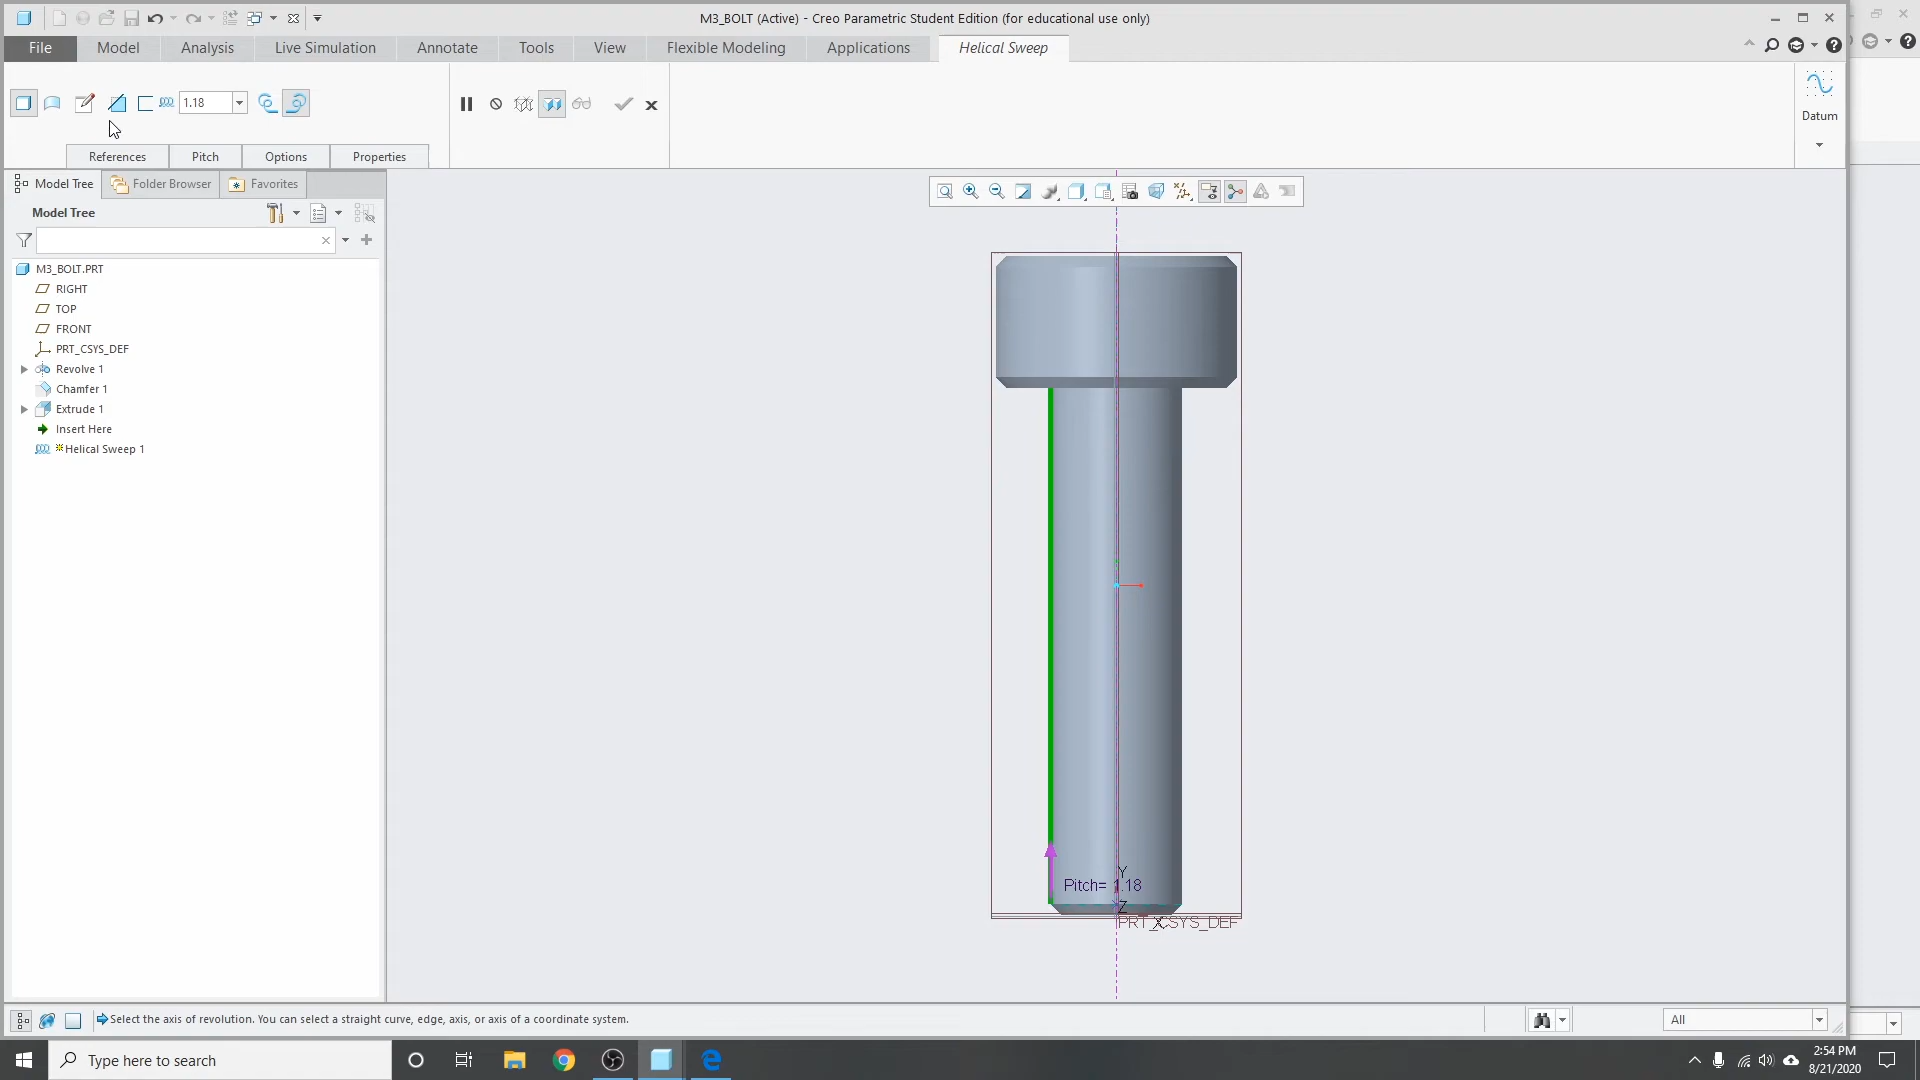 M3_BOLT (Active) - Creo Parametric Student Edition (for educational use only)
File
Model
Analysis
Live Simulation
Annotate
Tools
View
Flexible Modeling
Applications
Helical Sweep
1.18
Datum
References
Pitch
Options
Properties
Model Tree
Folder Browser
Favorites
Model Tree
M3_BOLT.PRT
RIGHT
TOP
FRONT
PRT_CSYS_DEF
Revolve 1
Chamfer 1
Extrude 1
Insert Here
Helical Sweep 1
Y
Pitch= 1.18
Z
PRT_CSYS_DEF
X
Select the axis of revolution. You can select a straight curve, edge, axis, or axis of a coordinate system.
All
Type here to search
2:54 PM
8/21/2020